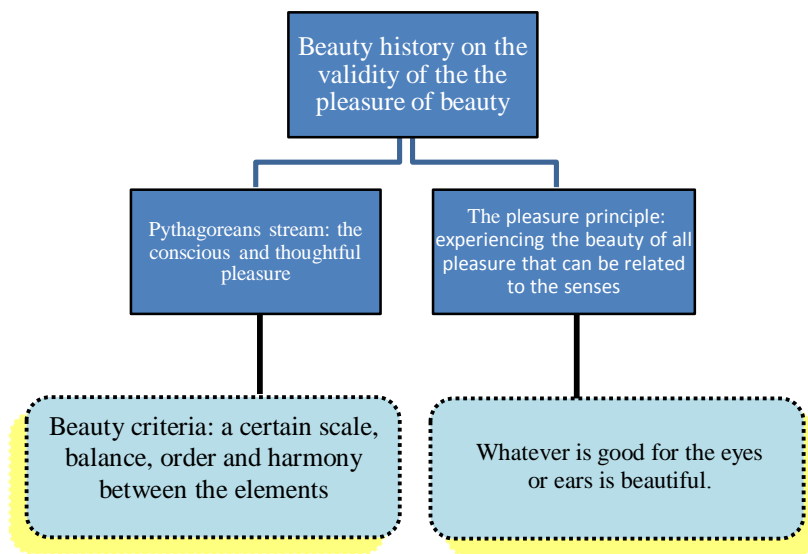 Beauty history on the
validity of the the
pleasure of beauty
Pythagoreans stream: the
conscious and thoughtful
pleasure
The pleasure principle:
experiencing the beauty of all
pleasure that can be related
to the senses
Beauty criteria: a certain scale,
balance, order and harmony
between the elements
Whatever is good for the eyes
or ears is beautiful.